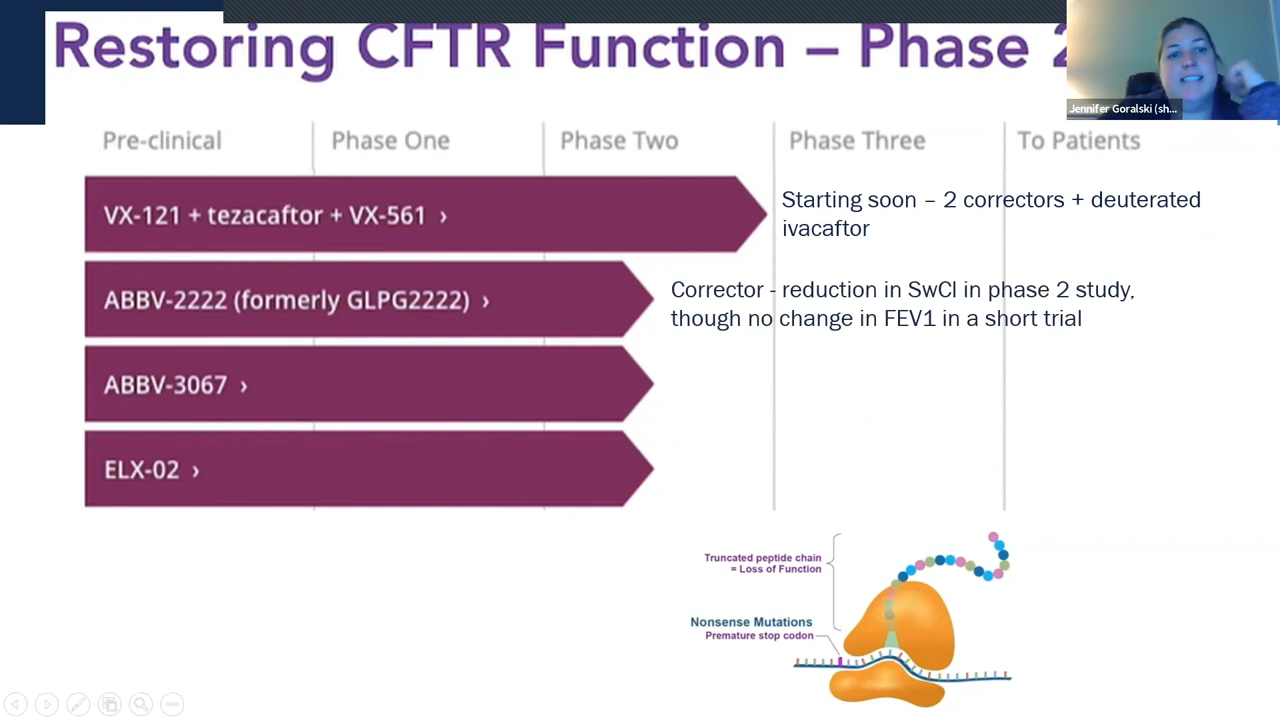 Restoring CFTR Function – Phase 2
Jennifer Goralski (sh...
Pre-clinical
Phase One
Phase Two
Phase Three
To Patients
VX-121 + tezacaftor + VX-561 ›
Starting soon – 2 correctors + deuterated
ivacaftor
ABBV-2222 (formerly GLPG2222) ›
Corrector - reduction in SwCl in phase 2 study,
though no change in FEV1 in a short trial
ABBV-3067 ›
ELX-02 ›
Truncated peptide chain
= Loss of Function
Nonsense Mutations
Premature stop codon